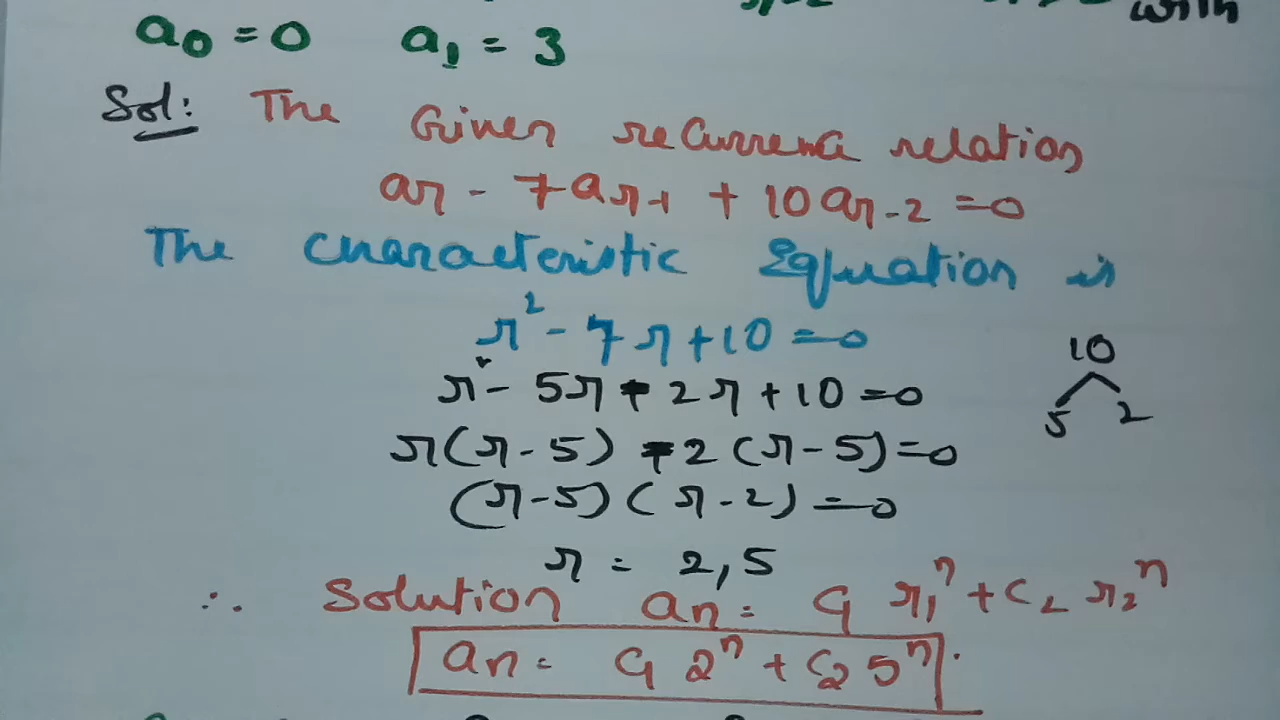 with
a₀ = 0 a₁ = 3
Sol: The Given recurrence relation
aᵣ - 7aᵣ₋₁ + 10aᵣ₋₂ = 0
The characteristic Equation is
r² - 7r + 10 = 0
10
r² - 5r - 2r + 10 = 0
5 2
r(r - 5) - 2(r - 5) = 0
(r - 5)(r - 2) = 0
r = 2, 5
∴ Solution aₙ = C₁ r₁ⁿ + C₂ r₂ⁿ
aₙ = C₁ 2ⁿ + C₂ 5ⁿ.